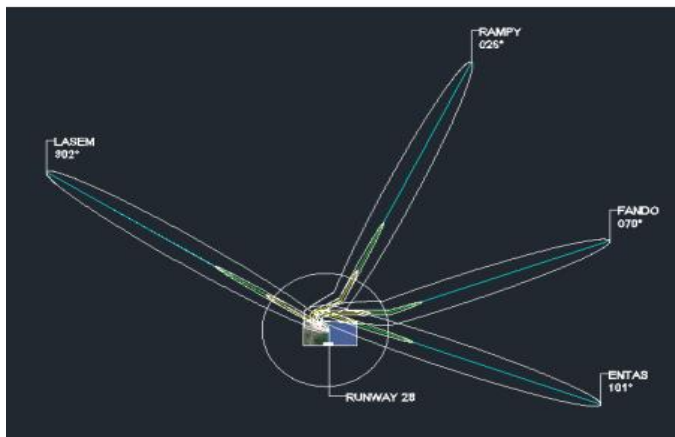 RAMPY
026°
LASEM
302°
FANDO
070°
ENTAS
101°
RUNWAY 28